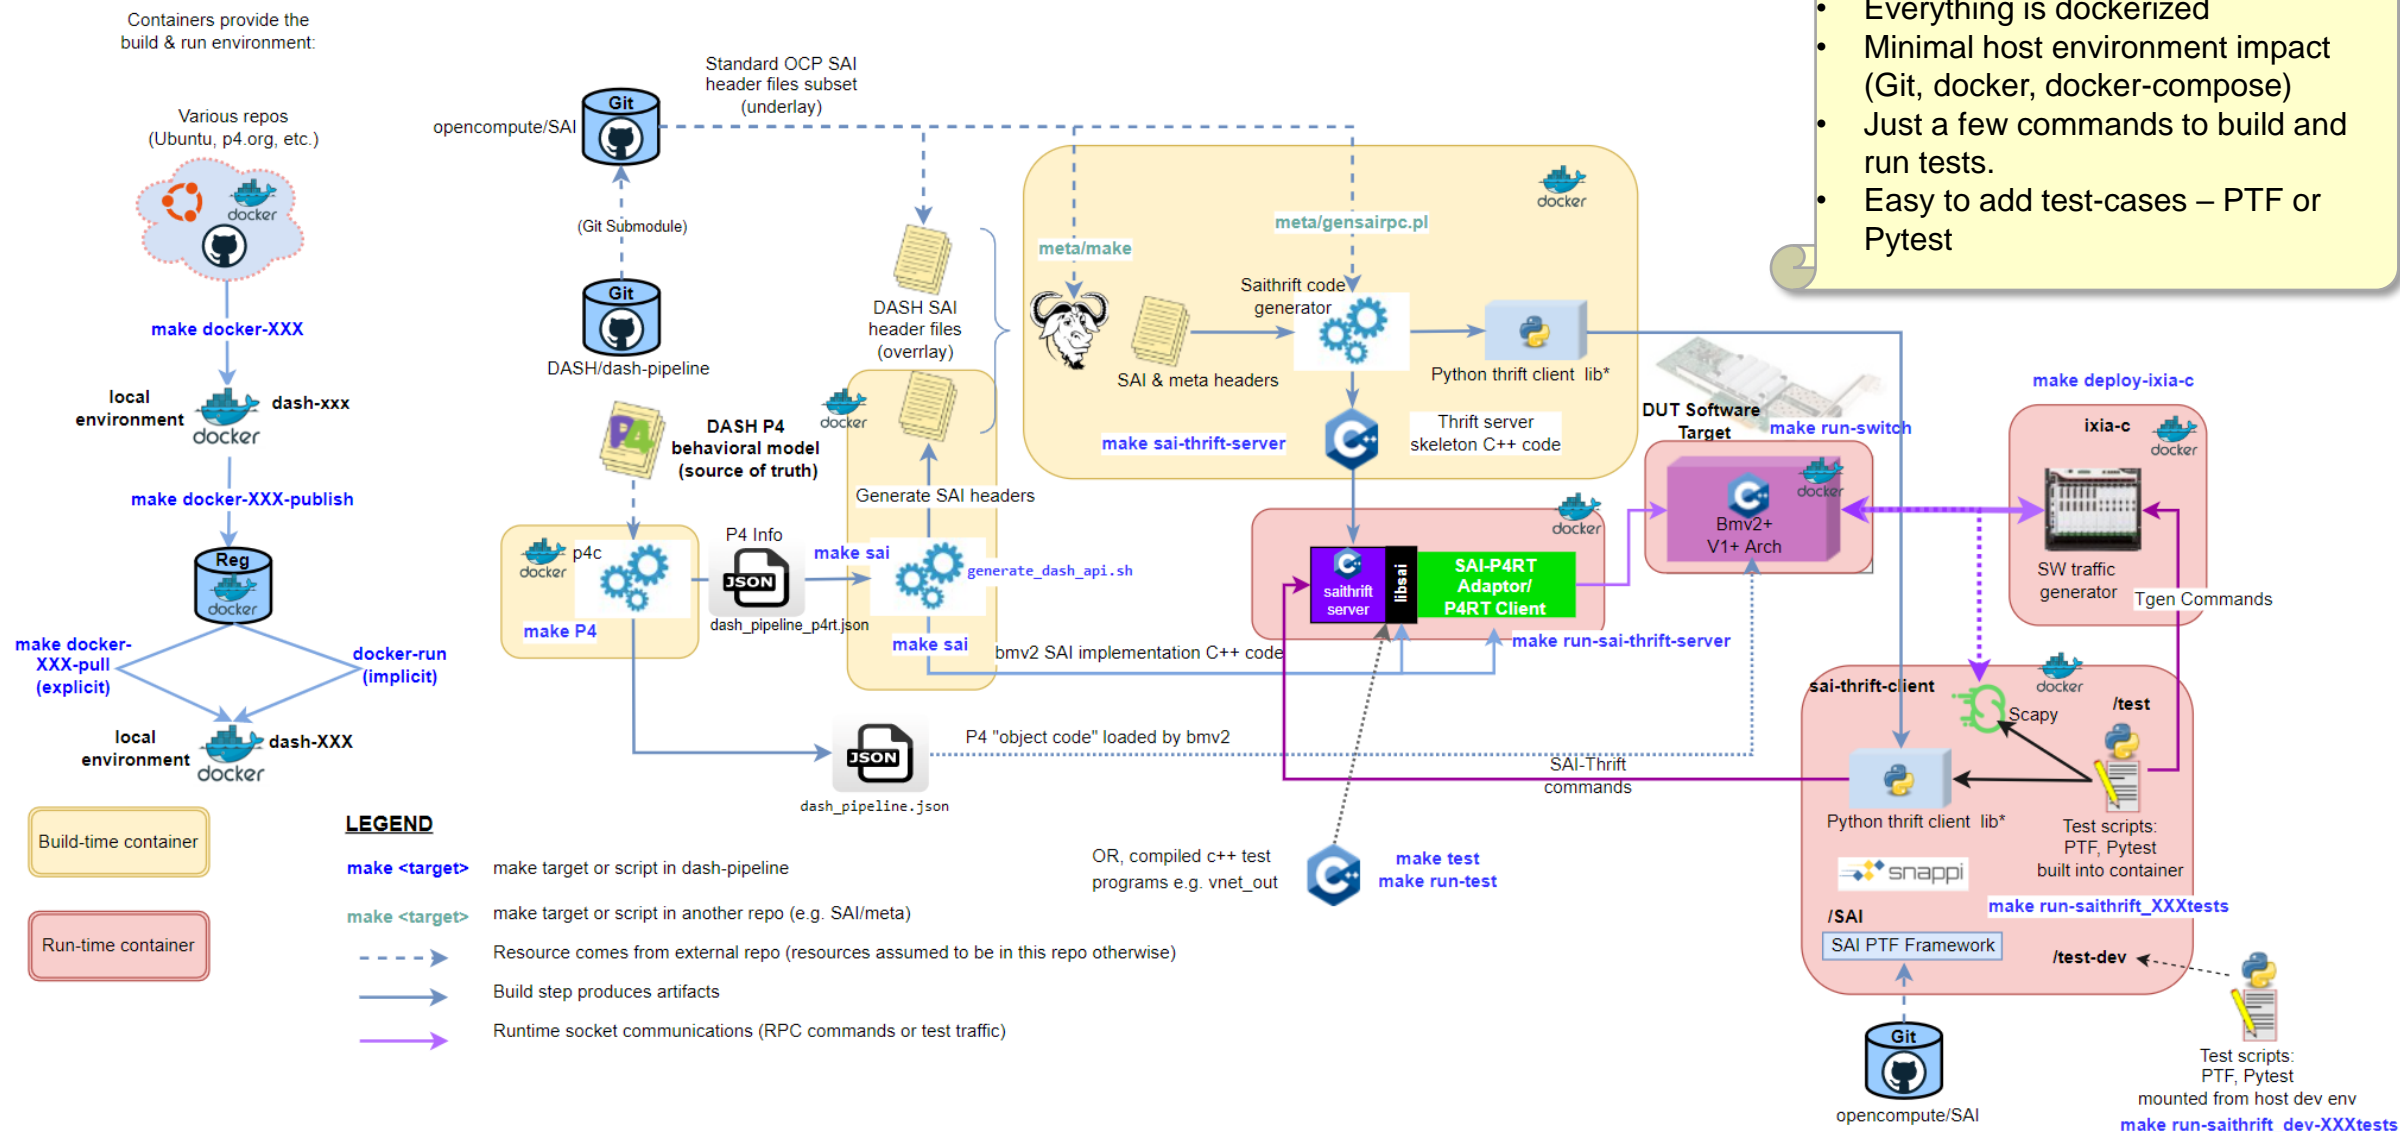 Containers provide the
build & run environment:
Various repos
(Ubuntu, p4.org, etc.)
docker
make docker-XXX
local
environment
docker
dash-xxx
make docker-XXX-publish
Reg
docker
make docker-
XXX-pull
(explicit)
docker-run
(implicit)
local
environment
docker
dash-XXX
Build-time container
Run-time container
LEGEND
make <target>
make target or script in dash-pipeline
make <target>
make target or script in another repo (e.g. SAI/meta)
Resource comes from external repo (resources assumed to be in this repo otherwise)
Build step produces artifacts
Runtime socket communications (RPC commands or test traffic)
opencompute/SAI
Git
Standard OCP SAI
header files subset
(underlay)
(Git Submodule)
Git
DASH/dash-pipeline
P4
DASH P4
behavioral model
(source of truth)
docker
p4c
make P4
P4 Info
JSON
dash_pipeline_p4rt.json
make sai
DASH SAI
header files
(overrlay)
docker
Generate SAI headers
generate_dash_api.sh
make sai
bmv2 SAI implementation C++ code
JSON
dash_pipeline.json
P4 "object code" loaded by bmv2
docker
meta/make
meta/gensairpc.pl
Saithrift code
generator
SAI & meta headers
Python thrift client lib*
make sai-thrift-server
C++
Thrift server
skeleton C++ code
docker
C++
saithrift
server
libsai
SAI-P4RT
Adaptor/
P4RT Client
make run-sai-thrift-server
OR, compiled c++ test
programs e.g. vnet_out
C++
make test
make run-test
SAI-Thrift
commands
DUT Software
Target
make run-switch
docker
C++
Bmv2+
V1+ Arch
make deploy-ixia-c
ixia-c
docker
SW traffic
generator
Tgen Commands
sai-thrift-client
docker
Scapy
/test
Python thrift client lib*
Test scripts:
PTF, Pytest
built into container
snappi
make run-saithrift_XXXtests
/SAI
SAI PTF Framework
/test-dev
Git
opencompute/SAI
Test scripts:
PTF, Pytest
mounted from host dev env
make run-saithrift_dev-XXXtests
• Everything is dockerized
• Minimal host environment impact
(Git, docker, docker-compose)
• Just a few commands to build and
run tests.
• Easy to add test-cases – PTF or
Pytest